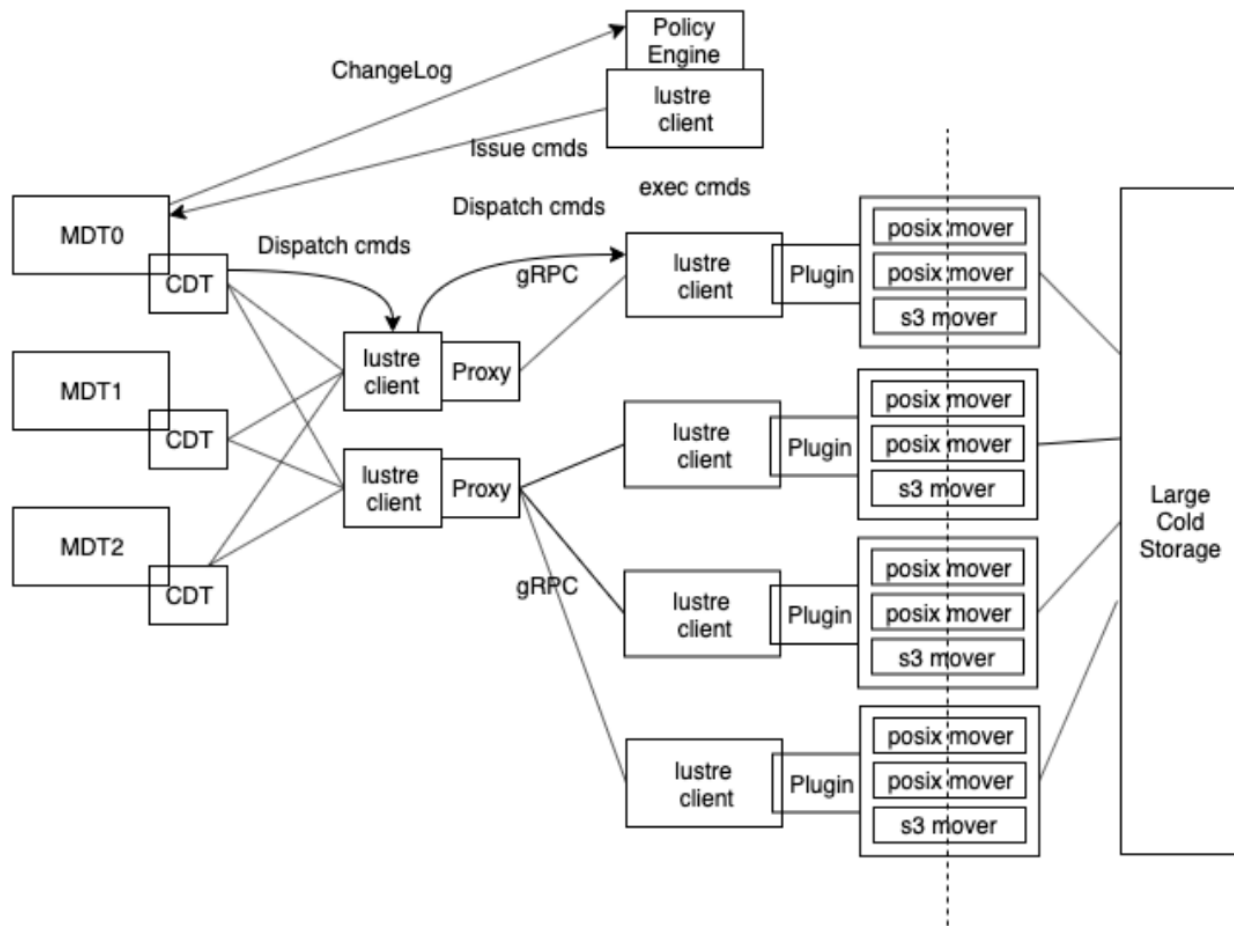 Policy
Engine
ChangeLog
lustre
client
Issue cmds
exec cmds
Dispatch cmds
MDT0
Dispatch cmds
CDT
gRPC
lustre
client
Plugin
posix mover
posix mover
s3 mover
MDT1
CDT
lustre
client
Proxy
lustre
client
Plugin
posix mover
posix mover
s3 mover
lustre
client
Proxy
MDT2
CDT
gRPC
lustre
client
Plugin
posix mover
posix mover
s3 mover
lustre
client
Plugin
posix mover
posix mover
s3 mover
Large
Cold
Storage